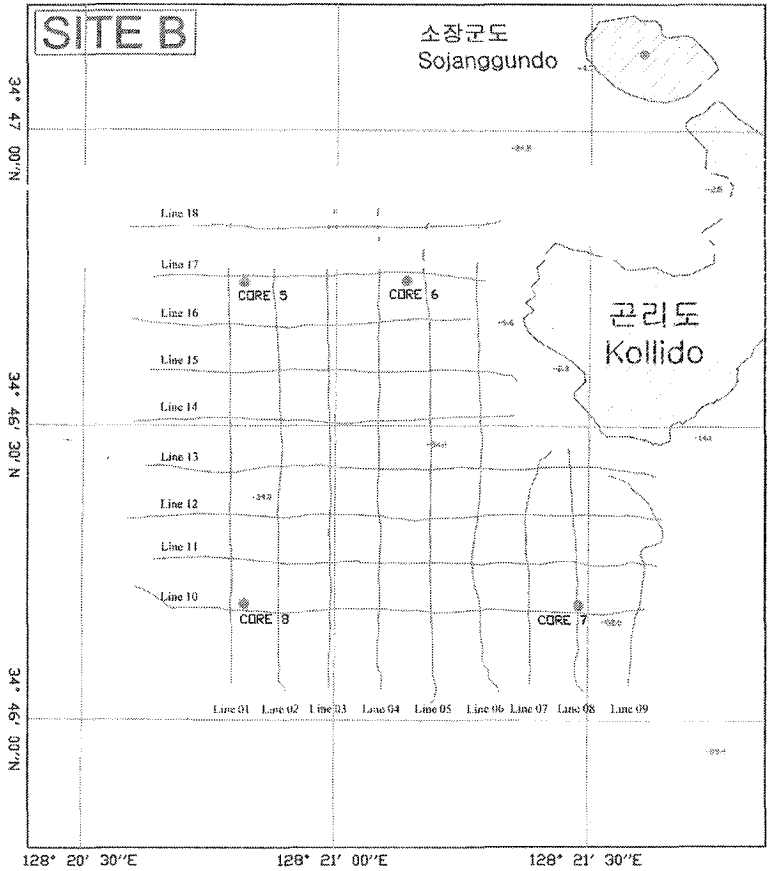 SITE B
소장군도
Sojanggundo
34° 47' 00"N
Line 18
Line 17
CORE 5
CORE 6
Line 16
곤리도
Kollido
Line 15
Line 14
34° 46' 30"N
Line 13
Line 12
Line 11
Line 10
CORE 8
CORE 7
Line 01 Line 02 Line 03 Line 04 Line 05 Line 06 Line 07 Line 08 Line 09
34° 46' 00"N
128° 20' 30"E 128° 21' 00"E 128° 21' 30"E